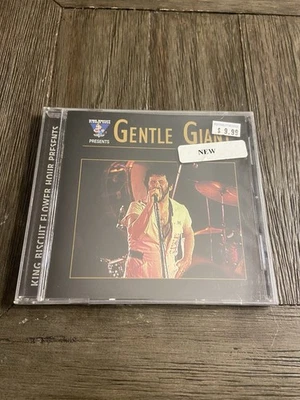 KING BISCUIT FLOWER HOUR PRESENTS
PRESENTS
GENTLE GIANT
$ 9.99
NEW